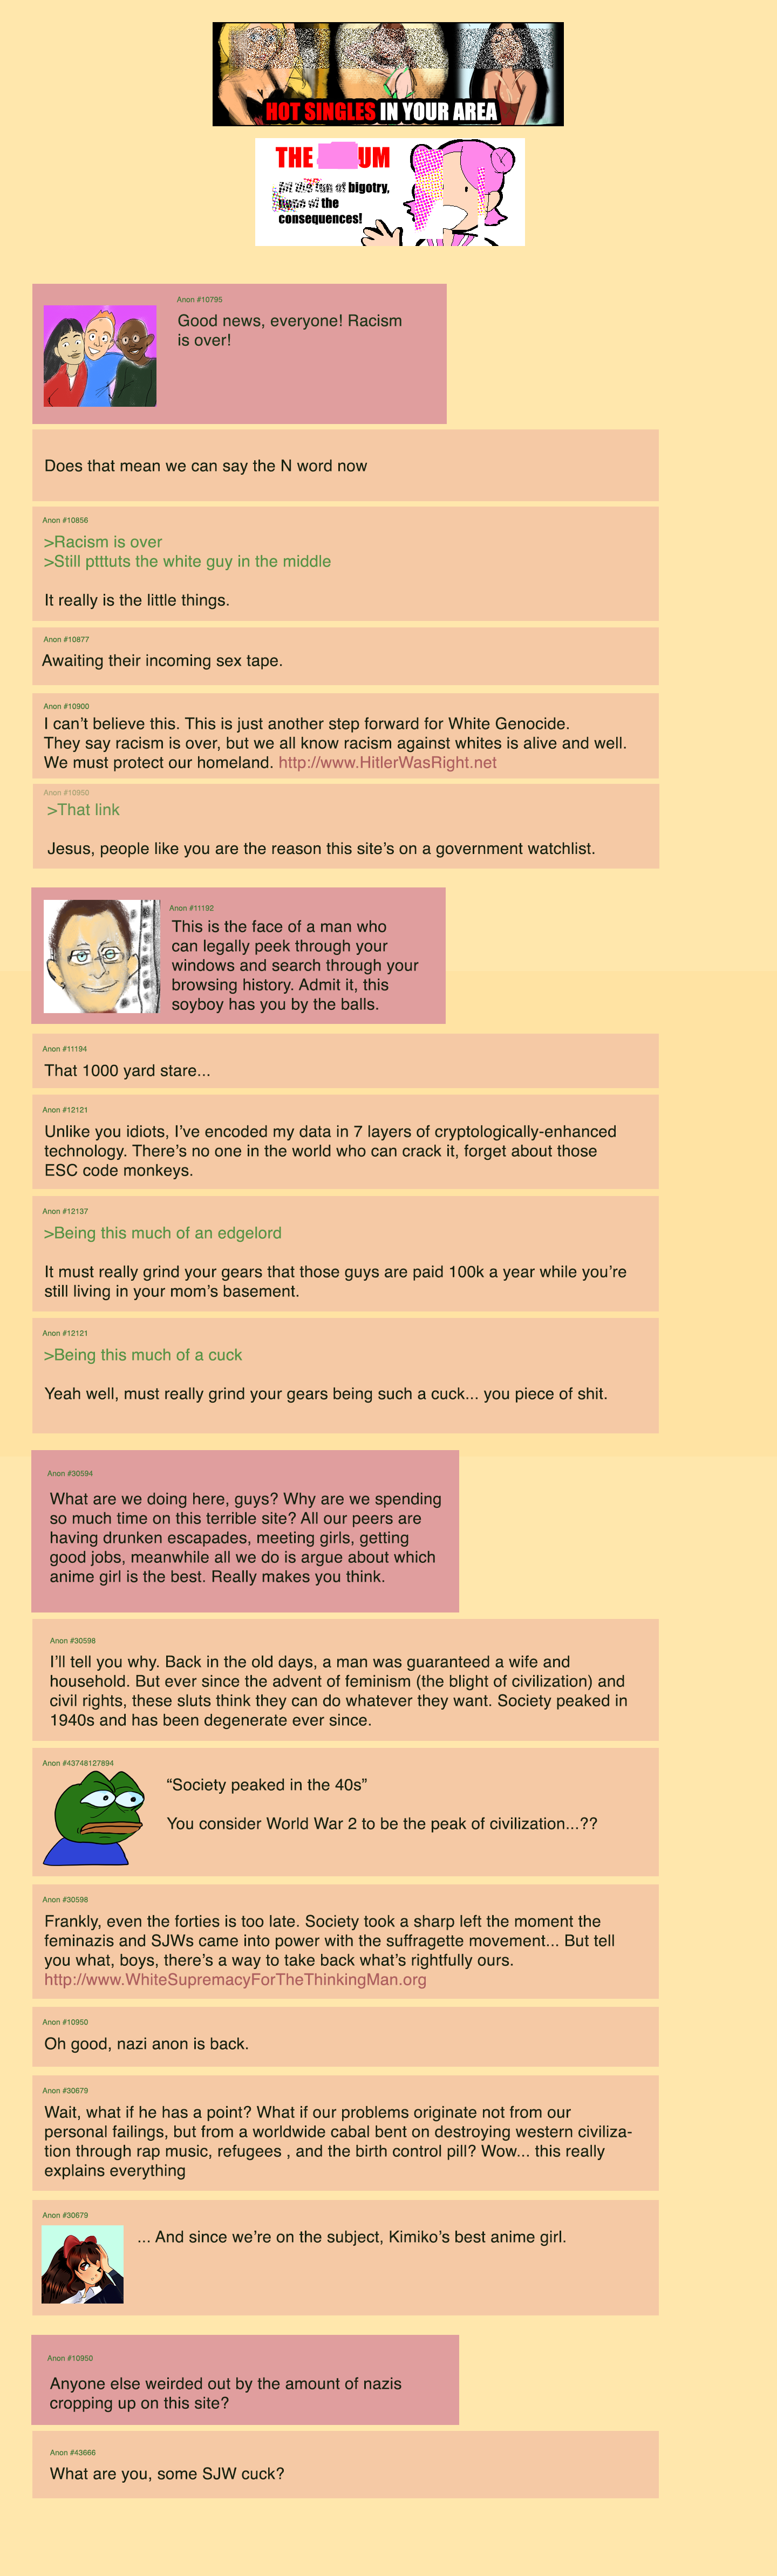 HOT SINGLES IN YOUR AREA
THE UM
of bigotry,
the
consequences!
Anon #10795
Good news, everyone! Racism
is over!
Does that mean we can say the N word now
Anon #10856
>Racism is over
>Still ptttuts the white guy in the middle
It really is the little things.
Anon #10877
Awaiting their incoming sex tape.
Anon #10900
I can’t believe this. This is just another step forward for White Genocide.
They say racism is over, but we all know racism against whites is alive and well.
We must protect our homeland. http://www.HitlerWasRight.net
Anon #10950
>That link
Jesus, people like you are the reason this site’s on a government watchlist.
Anon #11192
This is the face of a man who
can legally peek through your
windows and search through your
browsing history. Admit it, this
soyboy has you by the balls.
Anon #11194
That 1000 yard stare...
Anon #12121
Unlike you idiots, I’ve encoded my data in 7 layers of cryptologically-enhanced
technology. There’s no one in the world who can crack it, forget about those
ESC code monkeys.
Anon #12137
>Being this much of an edgelord
It must really grind your gears that those guys are paid 100k a year while you’re
still living in your mom’s basement.
Anon #12121
>Being this much of a cuck
Yeah well, must really grind your gears being such a cuck... you piece of shit.
Anon #30594
What are we doing here, guys? Why are we spending
so much time on this terrible site? All our peers are
having drunken escapades, meeting girls, getting
good jobs, meanwhile all we do is argue about which
anime girl is the best. Really makes you think.
Anon #30598
I’ll tell you why. Back in the old days, a man was guaranteed a wife and
household. But ever since the advent of feminism (the blight of civilization) and
civil rights, these sluts think they can do whatever they want. Society peaked in
1940s and has been degenerate ever since.
Anon #43748127894
“Society peaked in the 40s”
You consider World War 2 to be the peak of civilization...??
Anon #30598
Frankly, even the forties is too late. Society took a sharp left the moment the
feminazis and SJWs came into power with the suffragette movement... But tell
you what, boys, there’s a way to take back what’s rightfully ours.
http://www.WhiteSupremacyForTheThinkingMan.org
Anon #10950
Oh good, nazi anon is back.
Anon #30679
Wait, what if he has a point? What if our problems originate not from our
personal failings, but from a worldwide cabal bent on destroying western civiliza-
tion through rap music, refugees , and the birth control pill? Wow... this really
explains everything
Anon #30679
... And since we’re on the subject, Kimiko’s best anime girl.
Anon #10950
Anyone else weirded out by the amount of nazis
cropping up on this site?
Anon #43666
What are you, some SJW cuck?